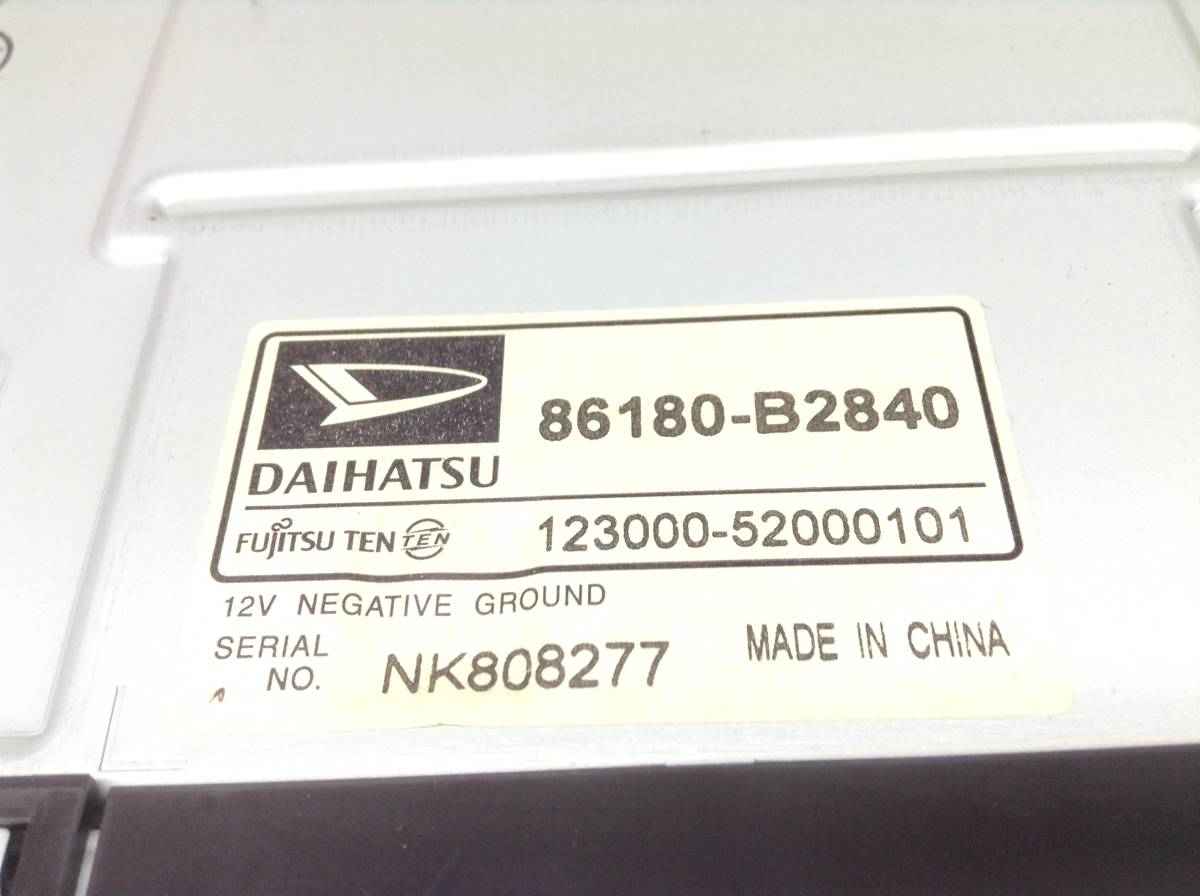 86180-B2840
DAIHATSU
FUJITSU TEN TEN 123000-52000101
12V NEGATIVE GROUND
SERIAL NO. NK808277
MADE IN CHINA